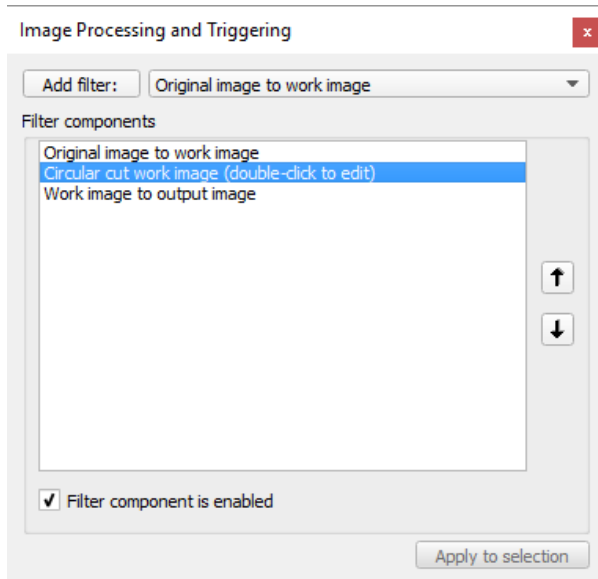 Image Processing and Triggering
x
Add filter: Original image to work image
Filter components
Original image to work image
Circular cut work image (double-click to edit)
Work image to output image
Filter component is enabled
Apply to selection